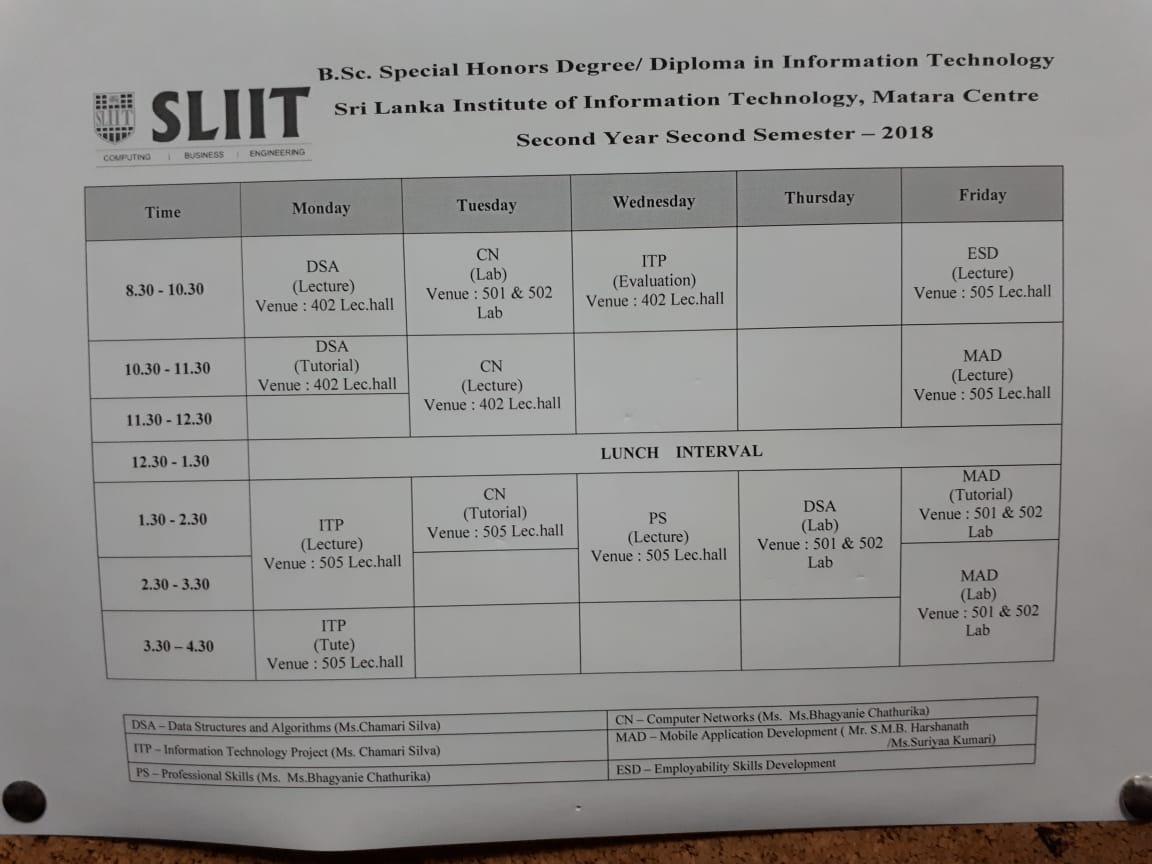 SLIIT
SLIIT
COMPUTING | BUSINESS | ENGINEERING
B.Sc. Special Honors Degree/ Diploma in Information Technology
Sri Lanka Institute of Information Technology, Matara Centre
Second Year Second Semester – 2018
Time Monday Tuesday Wednesday Thursday Friday
8.30 - 10.30
DSA
(Lecture)
Venue : 402 Lec.hall
CN
(Lab)
Venue : 501 & 502
Lab
ITP
(Evaluation)
Venue : 402 Lec.hall
ESD
(Lecture)
Venue : 505 Lec.hall
10.30 - 11.30
DSA
(Tutorial)
Venue : 402 Lec.hall
CN
(Lecture)
Venue : 402 Lec.hall
MAD
(Lecture)
Venue : 505 Lec.hall
11.30 - 12.30
12.30 - 1.30
LUNCH INTERVAL
1.30 - 2.30
ITP
(Lecture)
Venue : 505 Lec.hall
CN
(Tutorial)
Venue : 505 Lec.hall
PS
(Lecture)
Venue : 505 Lec.hall
DSA
(Lab)
Venue : 501 & 502
Lab
MAD
(Tutorial)
Venue : 501 & 502
Lab
2.30 - 3.30
MAD
(Lab)
Venue : 501 & 502
Lab
3.30 – 4.30
ITP
(Tute)
Venue : 505 Lec.hall
DSA – Data Structures and Algorithms (Ms.Chamari Silva)
CN – Computer Networks (Ms. Ms.Bhagyanie Chathurika)
ITP – Information Technology Project (Ms. Chamari Silva)
MAD – Mobile Application Development ( Mr. S.M.B. Harshanath
/Ms.Suriyaa Kumari)
PS – Professional Skills (Ms. Ms.Bhagyanie Chathurika)
ESD – Employability Skills Development